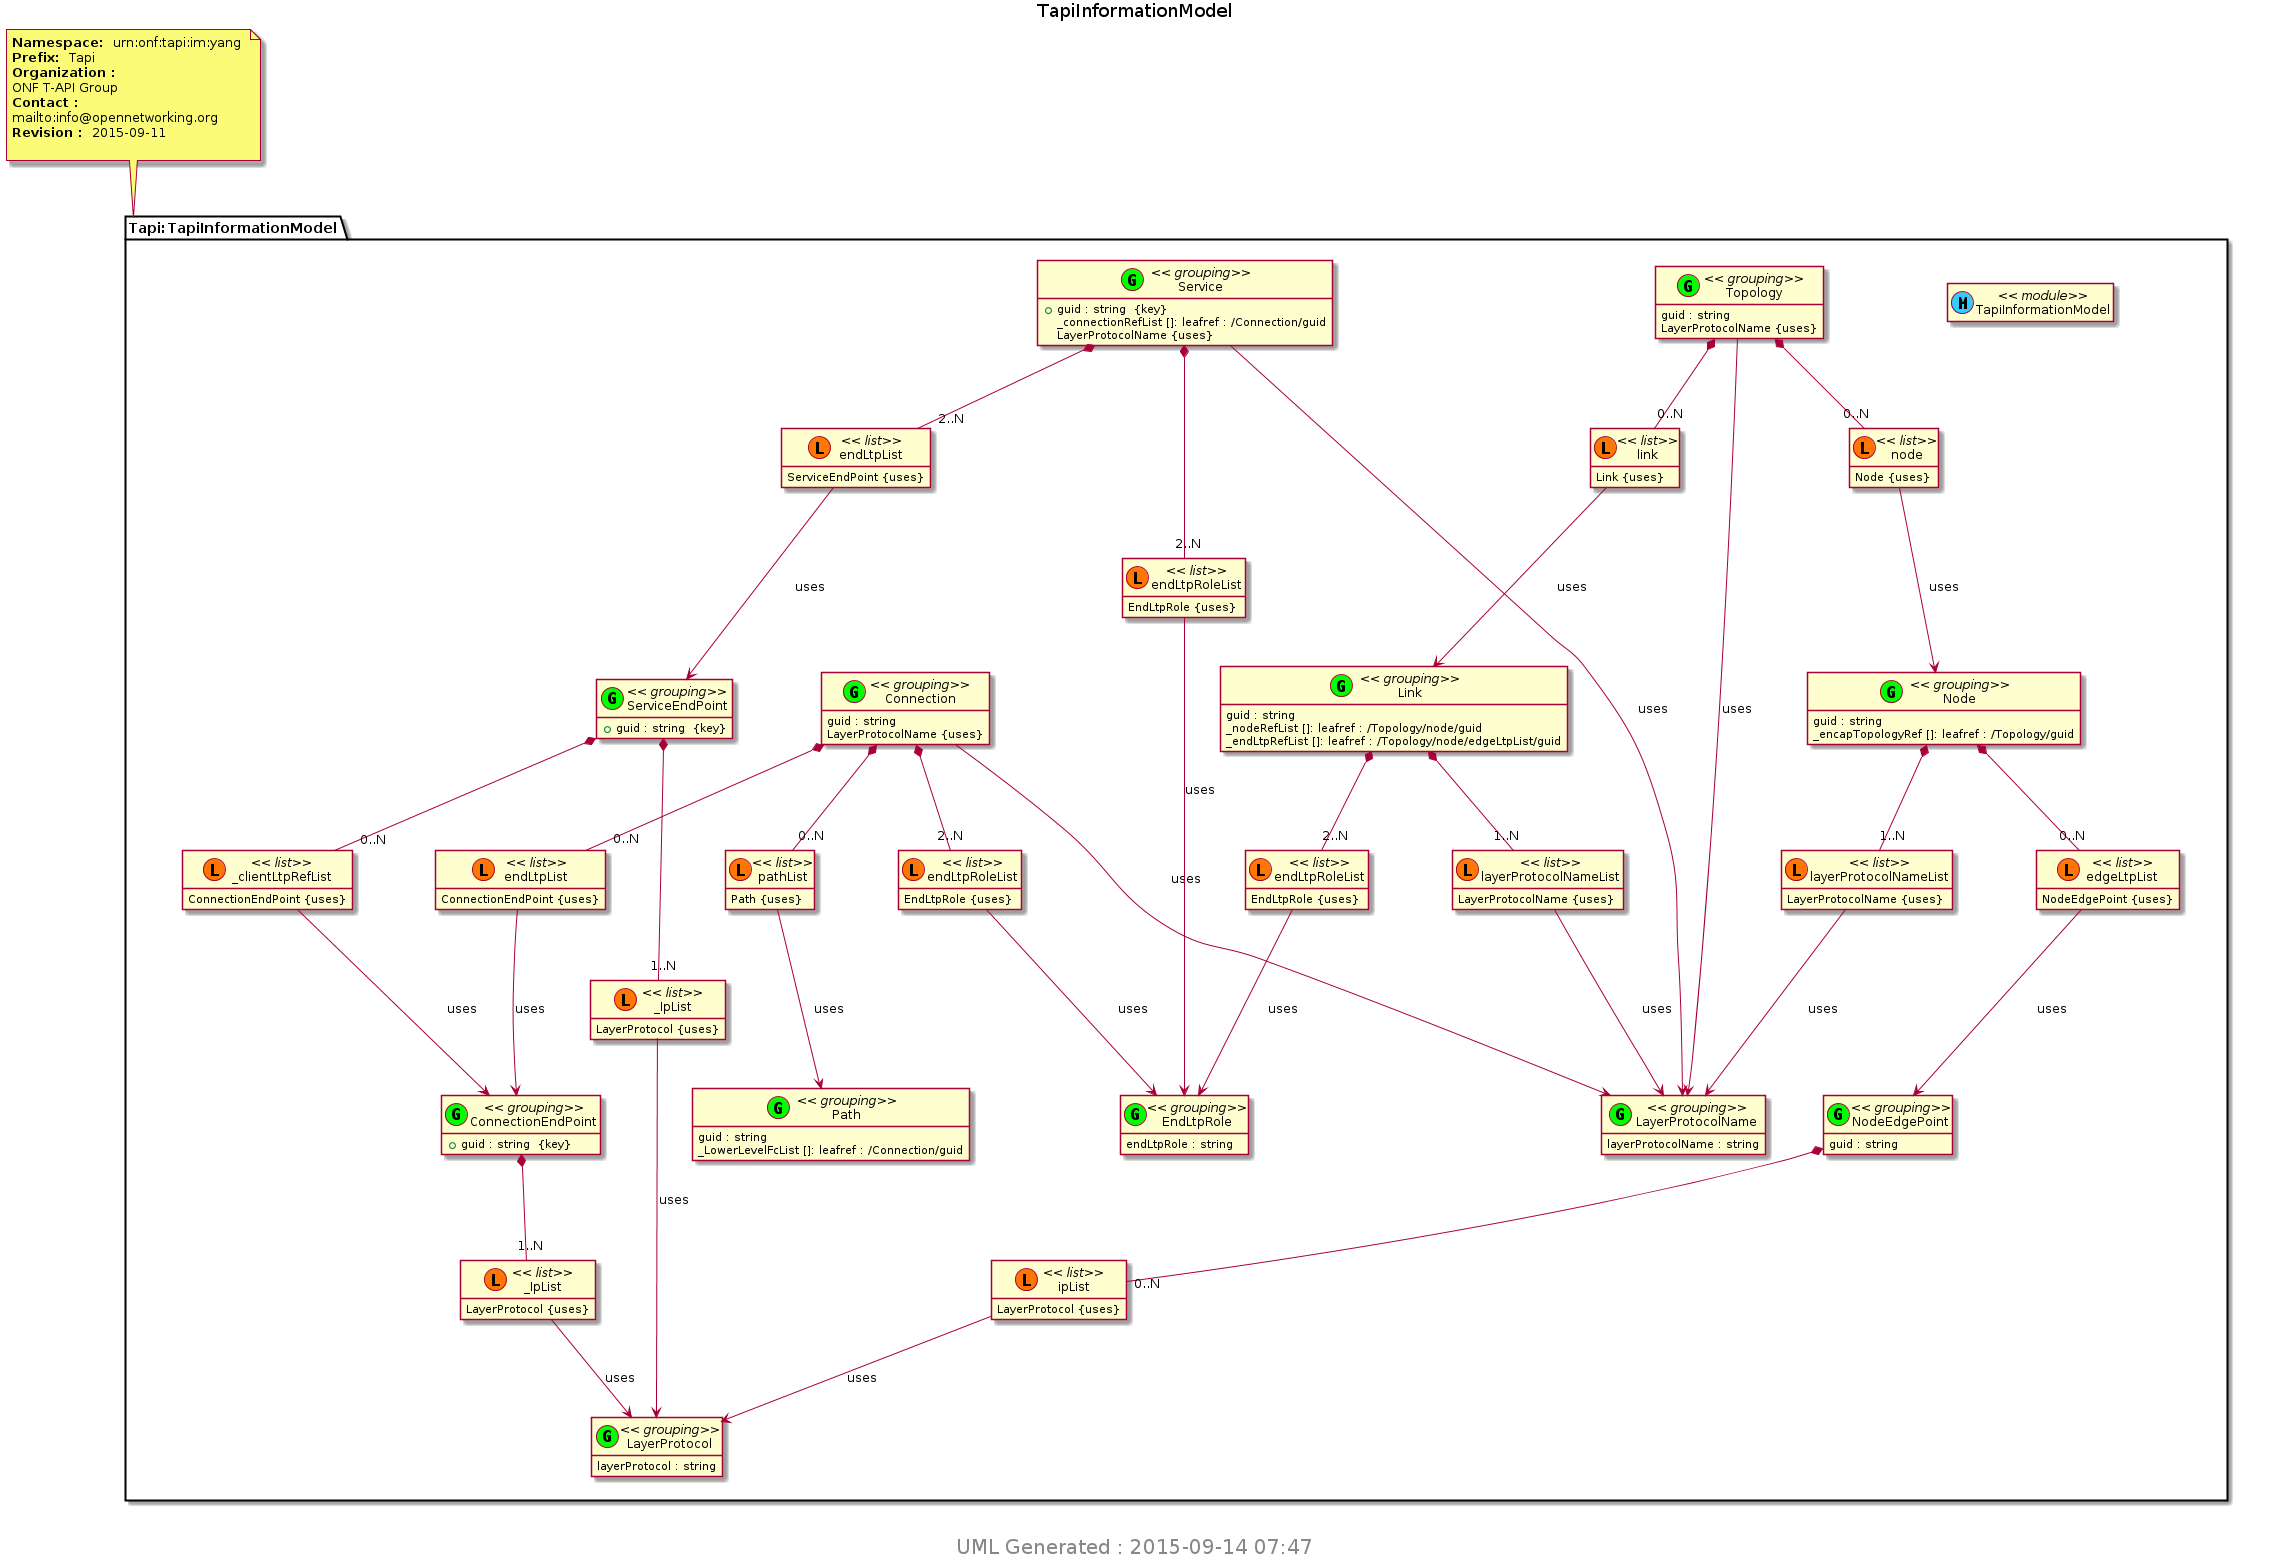 TapiInformationModel
Namespace: urn:onf:tapi:im:yang
Prefix: Tapi
Organization :
ONF T-API Group
Contact :
mailto:info@opennetworking.org
Revision : 2015-09-11
Tapi:TapiInformationModel
G << grouping>>
Service
guid : string {key}
_connectionRefList []: leafref : /Connection/guid
LayerProtocolName {uses}
G << grouping>>
Topology
guid : string
LayerProtocolName {uses}
M << module>>
TapiInformationModel
2..N
0..N
0..N
L << list>>
endLtpList
ServiceEndPoint {uses}
L << list>>
link
Link {uses}
L << list>>
node
Node {uses}
2..N
L << list>>
endLtpRoleList
EndLtpRole {uses}
uses
uses
uses
G << grouping>>
ServiceEndPoint
guid : string {key}
G << grouping>>
Connection
guid : string
LayerProtocolName {uses}
G << grouping>>
Link
guid : string
_nodeRefList []: leafref : /Topology/node/guid
_endLtpRefList []: leafref : /Topology/node/edgeLtpList/guid
uses
uses
G << grouping>>
Node
guid : string
_encapTopologyRef []: leafref : /Topology/guid
uses
0..N
0..N
0..N
2..N
2..N
1..N
1..N
0..N
L << list>>
_clientLtpRefList
ConnectionEndPoint {uses}
L << list>>
endLtpList
ConnectionEndPoint {uses}
L << list>>
pathList
Path {uses}
L << list>>
endLtpRoleList
EndLtpRole {uses}
uses
L << list>>
endLtpRoleList
EndLtpRole {uses}
L << list>>
layerProtocolNameList
LayerProtocolName {uses}
L << list>>
layerProtocolNameList
LayerProtocolName {uses}
L << list>>
edgeLtpList
NodeEdgePoint {uses}
1..N
L << list>>
_lpList
LayerProtocol {uses}
uses
uses
uses
uses
uses
uses
uses
uses
G << grouping>>
ConnectionEndPoint
guid : string {key}
G << grouping>>
Path
guid : string
_LowerLevelFcList []: leafref : /Connection/guid
G << grouping>>
EndLtpRole
endLtpRole : string
G << grouping>>
LayerProtocolName
layerProtocolName : string
G << grouping>>
NodeEdgePoint
guid : string
uses
1..N
0..N
L << list>>
_lpList
LayerProtocol {uses}
L << list>>
ipList
LayerProtocol {uses}
uses
uses
G << grouping>>
LayerProtocol
layerProtocol : string
UML Generated : 2015-09-14 07:47